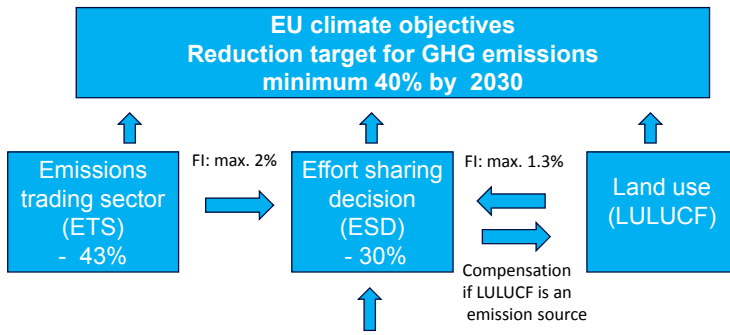 EU climate objectives
Reduction target for GHG emissions
minimum 40% by 2030
Emissions
trading sector
(ETS)
- 43%
FI: max. 2%
Effort sharing
decision
(ESD)
- 30%
FI: max. 1.3%
Compensation
if LULUCF is an
emission source
Land use
(LULUCF)